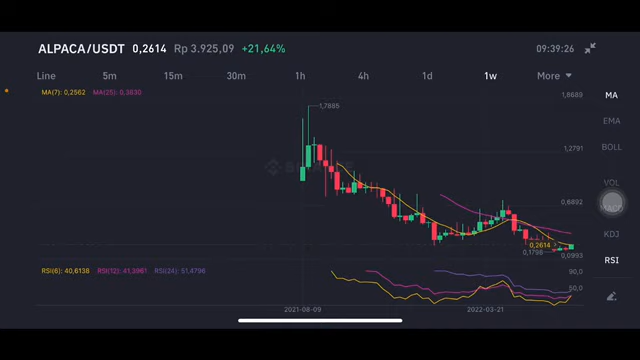 ALPACA/USDT 0,2614 Rp 3.925,09 +21,64% 09:39:26
Line 5m 15m 30m 1h 4h 1d 1w More
MA(7): 0,2562 MA(25): 0,3830
1,8689
MA
1,7885
EMA
1,2791
BOLL
BINANCE
VOL
0,6892
KDJ
0,2614
0,1798
0,0993
RSI(6): 40,6138 RSI(12): 41,3961 RSI(24): 51,4796
90,0
RSI
50,0
2021-08-09 2022-03-21